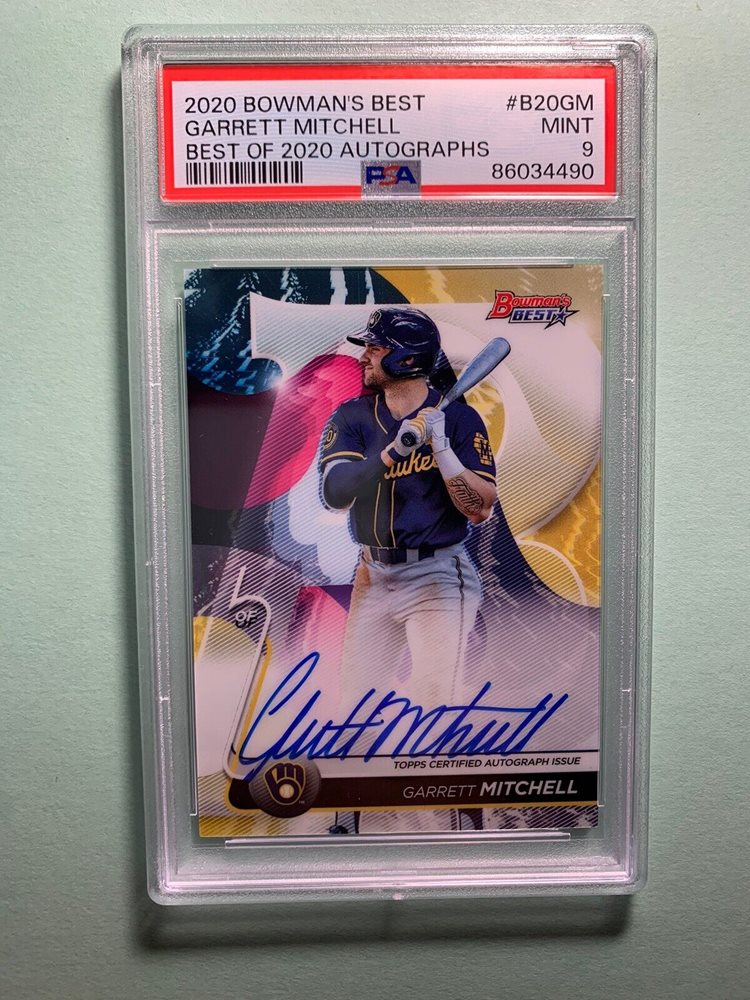 2020 BOWMAN'S BEST #B20GM
GARRETT MITCHELL MINT
BEST OF 2020 AUTOGRAPHS 9
PSA 86034490
Bowman's
BEST
OF
TOPPS CERTIFIED AUTOGRAPH ISSUE
GARRETT MITCHELL